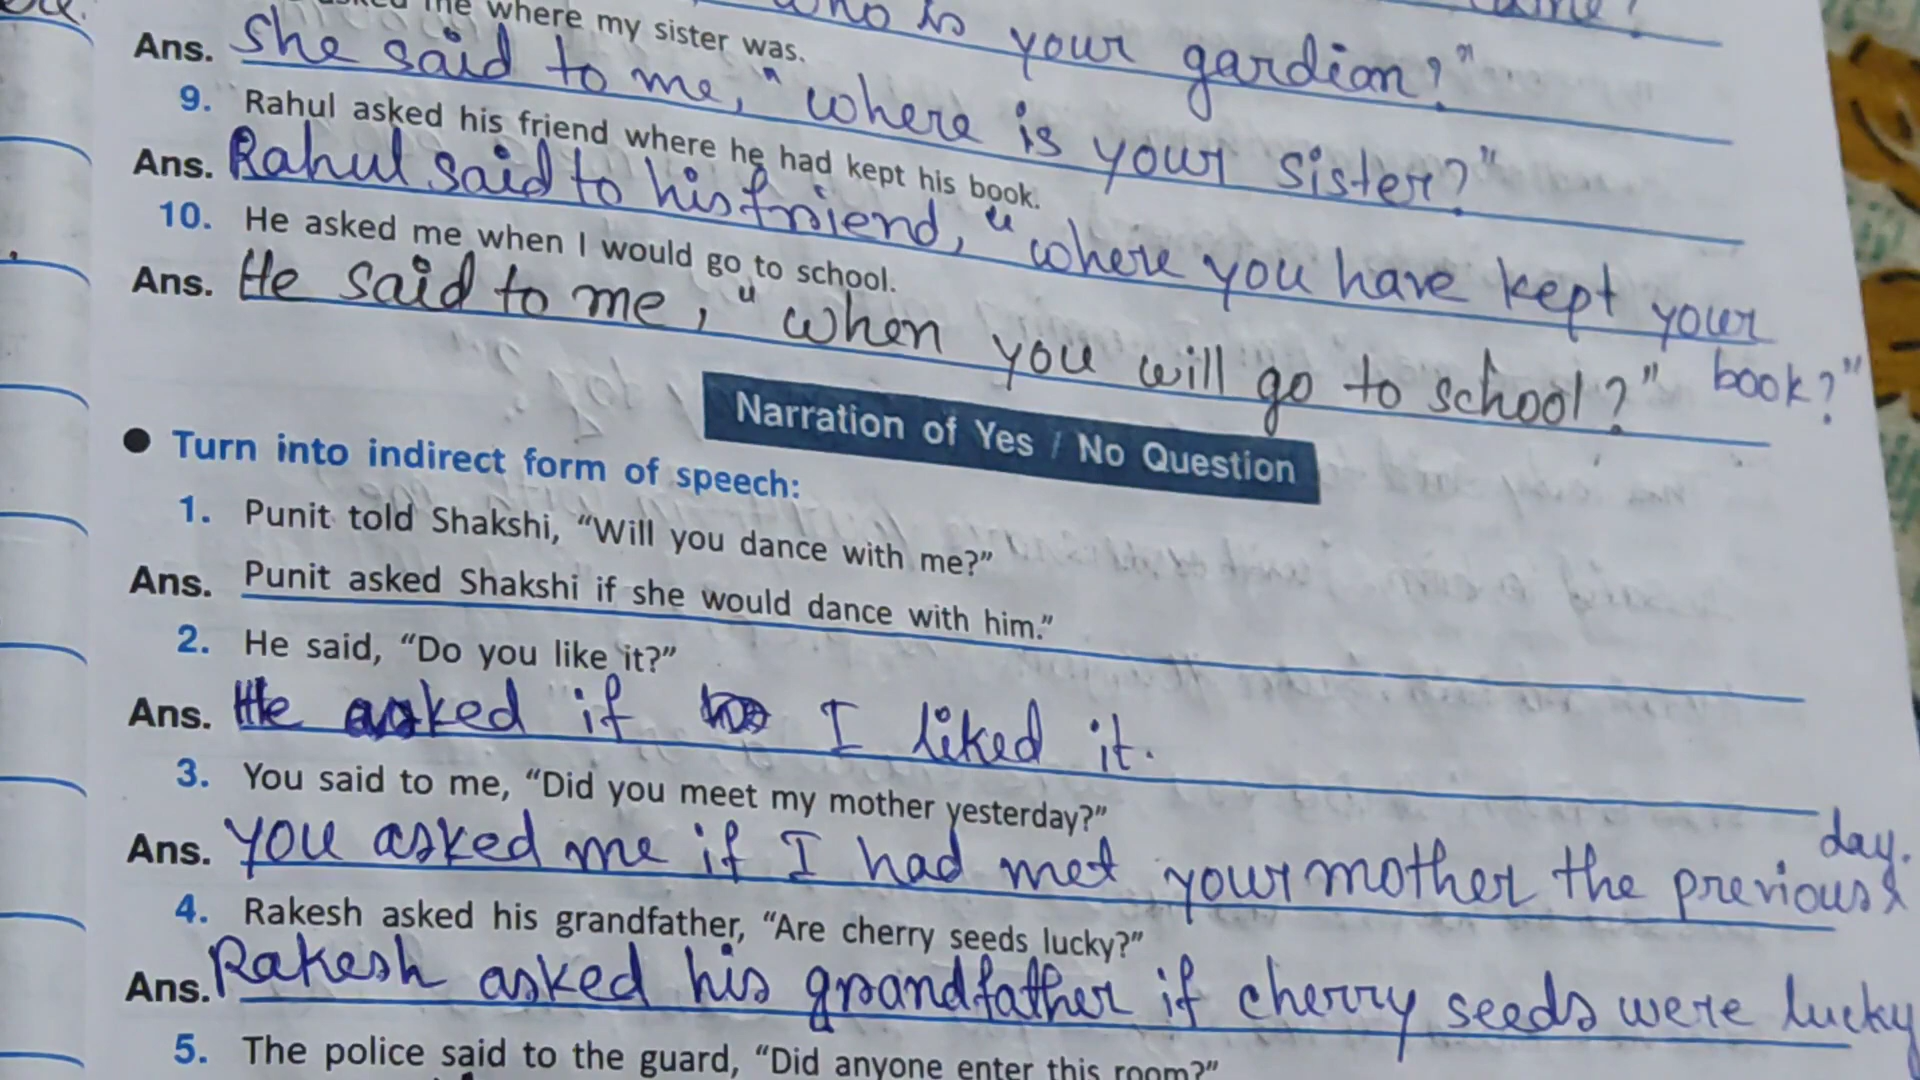 who is your gardian?"
me where my sister was.
Ans. She said to me, "where is your sister?"
9. Rahul asked his friend where he had kept his book.
Ans. Rahul said to his friend, "where you have kept your book?"
10. He asked me when I would go to school.
Ans. He said to me, "when you will go to school?"
Narration of Yes / No Question
● Turn into indirect form of speech:
1. Punit told Shakshi, “Will you dance with me?”
Ans. Punit asked Shakshi if she would dance with him.”
2. He said, “Do you like it?”
Ans. He asked if I liked it.
3. You said to me, “Did you meet my mother yesterday?”
Ans. You asked me if I had met your mother the previous day.
4. Rakesh asked his grandfather, “Are cherry seeds lucky?”
Ans. Rakesh asked his grandfather if cherry seeds were lucky
5. The police said to the guard, “Did anyone enter this room?”